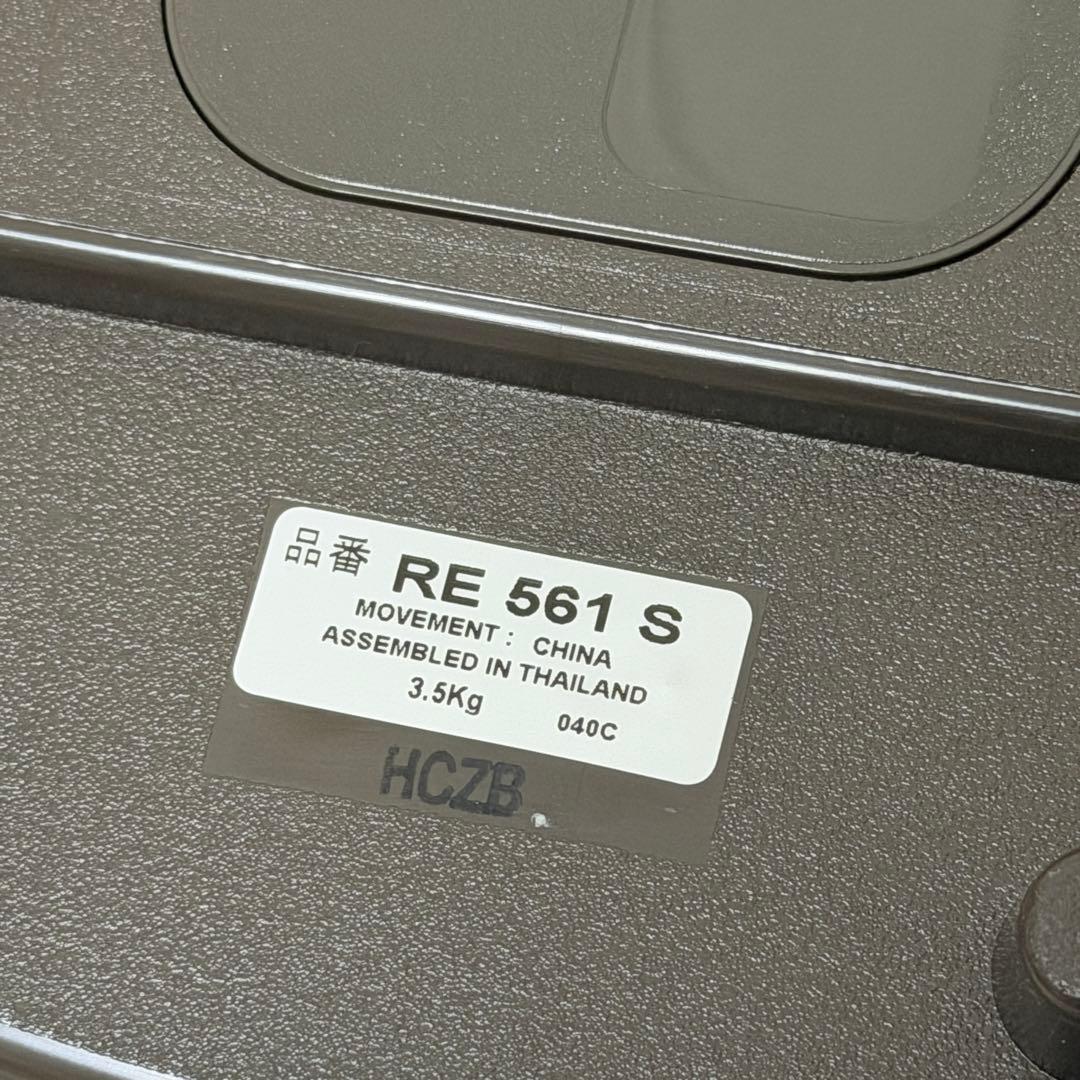 品番 RE 561 S
MOVEMENT : CHINA
ASSEMBLED IN THAILAND
3.5Kg 040C
HCZB